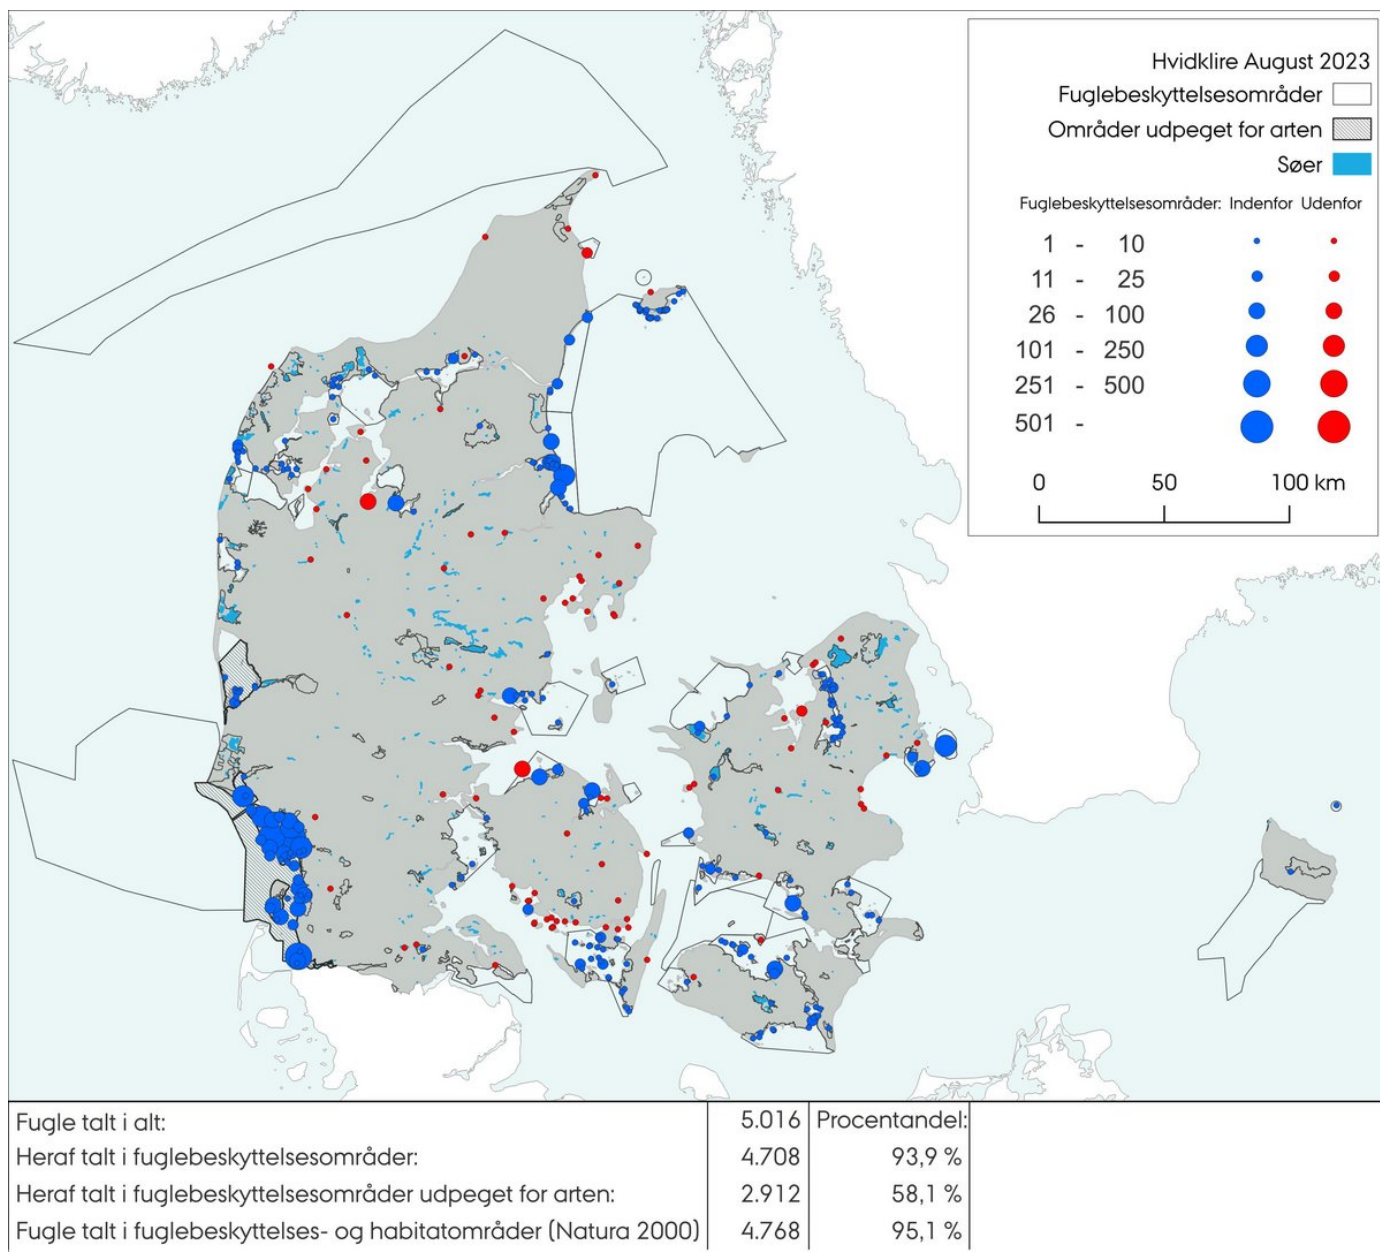 Hvidklire August 2023
Fuglebeskyttelsesområder
Områder udpeget for arten
Søer
Fuglebeskyttelsesområder: Indenfor Udenfor
1 - 10
11 - 25
26 - 100
101 - 250
251 - 500
501 -
0 50 100 km
Fugle talt i alt: 5.016 Procentandel:
Heraf talt i fuglebeskyttelsesområder: 4.708 93,9 %
Heraf talt i fuglebeskyttelsesområder udpeget for arten: 2.912 58,1 %
Fugle talt i fuglebeskyttelses- og habitatområder (Natura 2000) 4.768 95,1 %